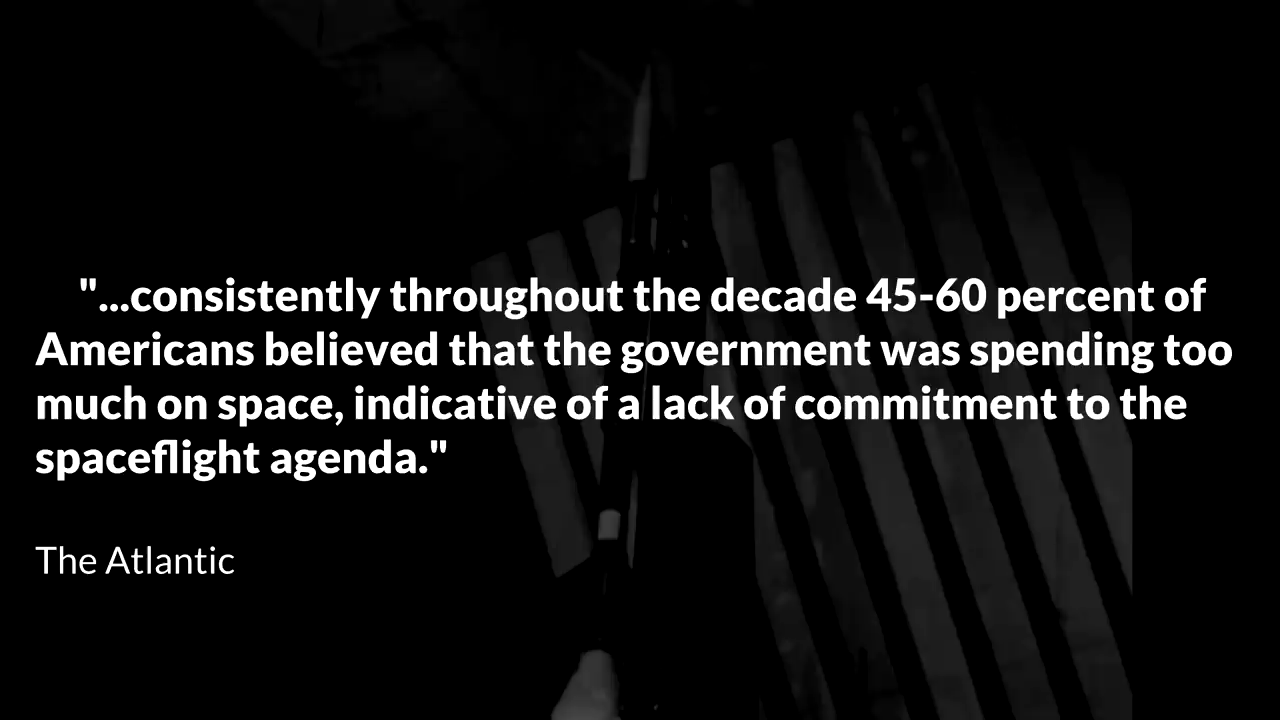 "...consistently throughout the decade 45-60 percent of
Americans believed that the government was spending too
much on space, indicative of a lack of commitment to the
spaceflight agenda."
The Atlantic